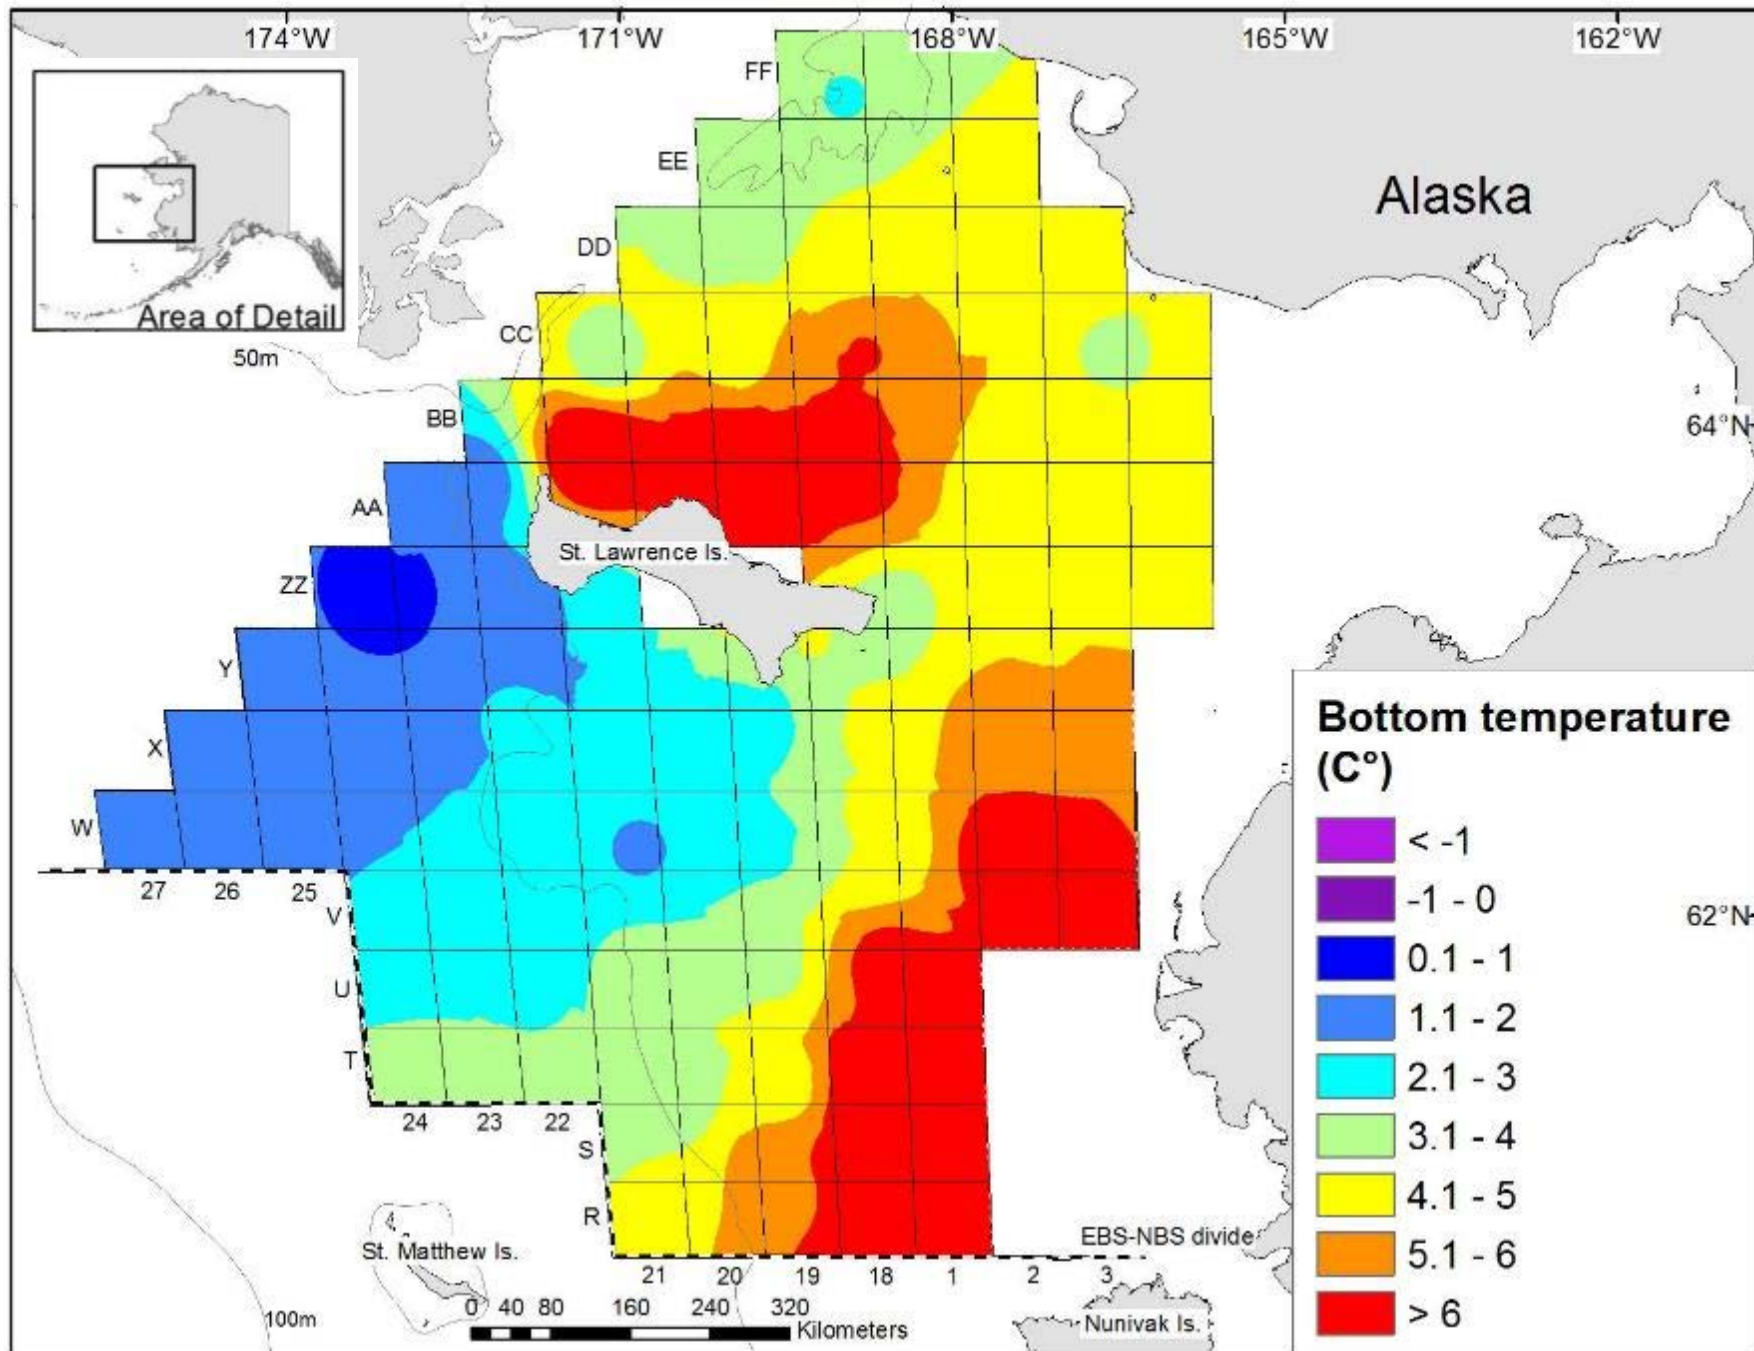 174°W 171°W 168°W 165°W 162°W
FF
EE
Alaska
DD
Area of Detail
CC
50m
BB
64°N
AA
St. Lawrence Is.
ZZ
Y
X
W
27 26 25
V
62°N
U
T
24 23 22
S
R
EBS-NBS divide
St. Matthew Is.
21 20 19 18 1 2 3
0 40 80 160 240 320
Kilometers
100m
Nunivak Is.
Bottom temperature
(C°)
< -1
-1 - 0
0.1 - 1
1.1 - 2
2.1 - 3
3.1 - 4
4.1 - 5
5.1 - 6
> 6